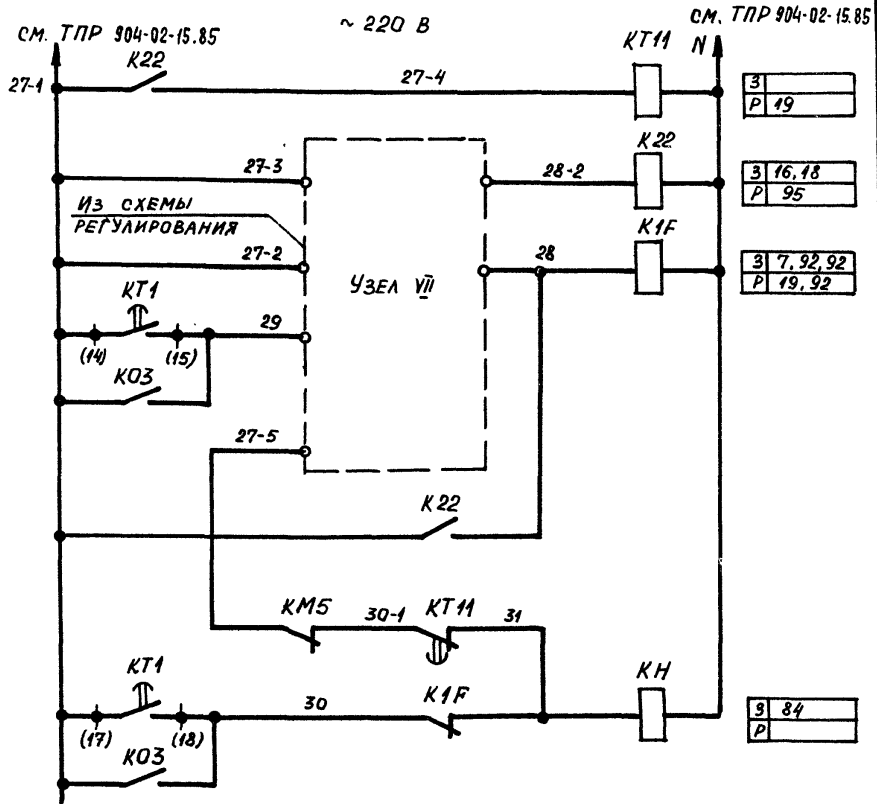 см. ТПР 904-02-15.85
~ 220 В
см. ТПР 904-02-15.85
N
27-1
К22
27-4
КТ11
З
Р 19
27-3
28-2
К22
З 16,18
Р 95
Из схемы
регулирования
27-2
Узел VII
28
К1F
З 7,92,92
Р 19,92
КТ1
29
(14)
(15)
КО3
27-5
К22
КМ5
30-1
КТ11
31
КТ1
30
К1F
КН
(17)
(18)
З 84
Р
КО3